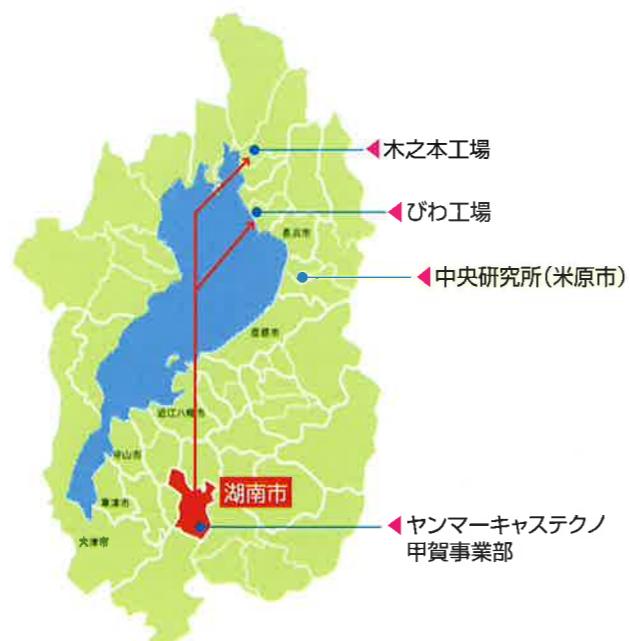 木之本工場
びわ工場
長浜市
中央研究所(米原市)
彦根市
近江八幡市
守山市
湖南市
草津市
ヤンマーキャステクノ
甲賀事業部
大津市